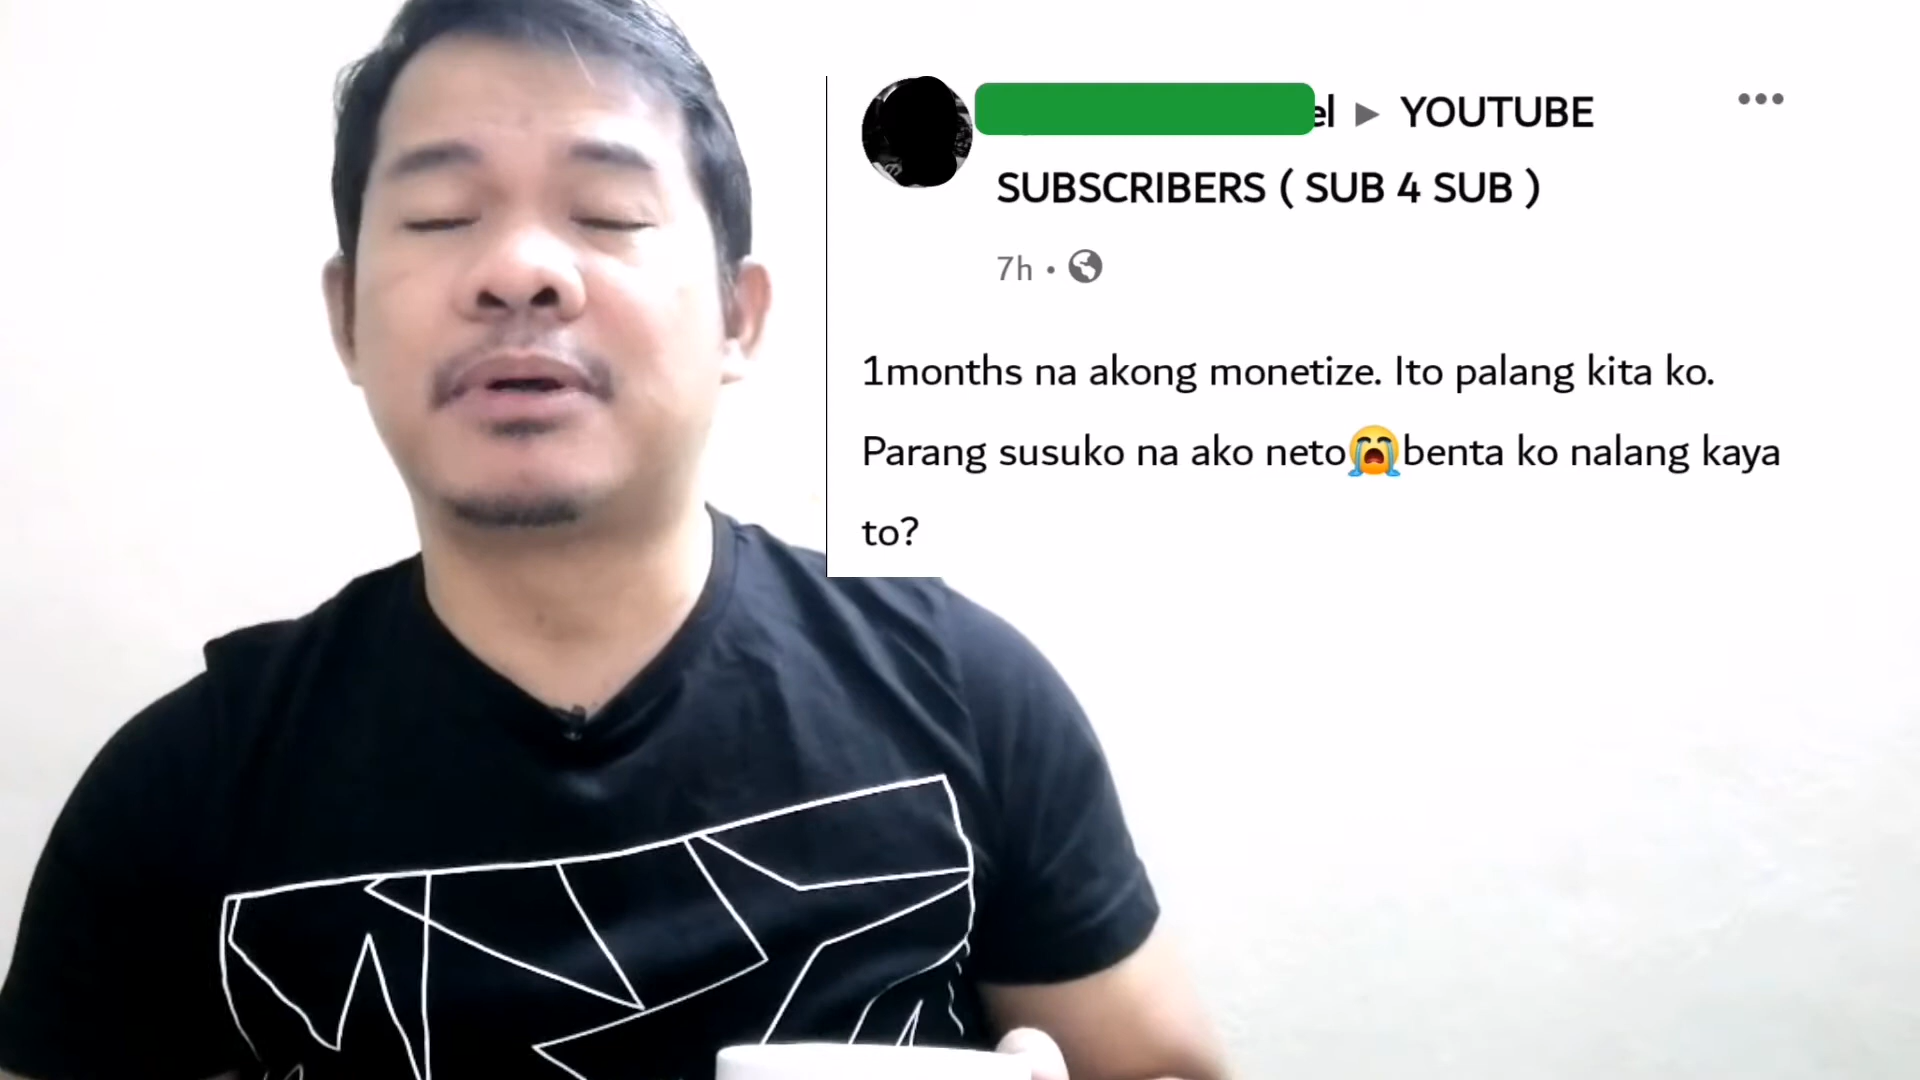 el ▸ YOUTUBE
SUBSCRIBERS ( SUB 4 SUB )
7h •
1months na akong monetize. Ito palang kita ko.
Parang susuko na ako neto😭benta ko nalang kaya
to?